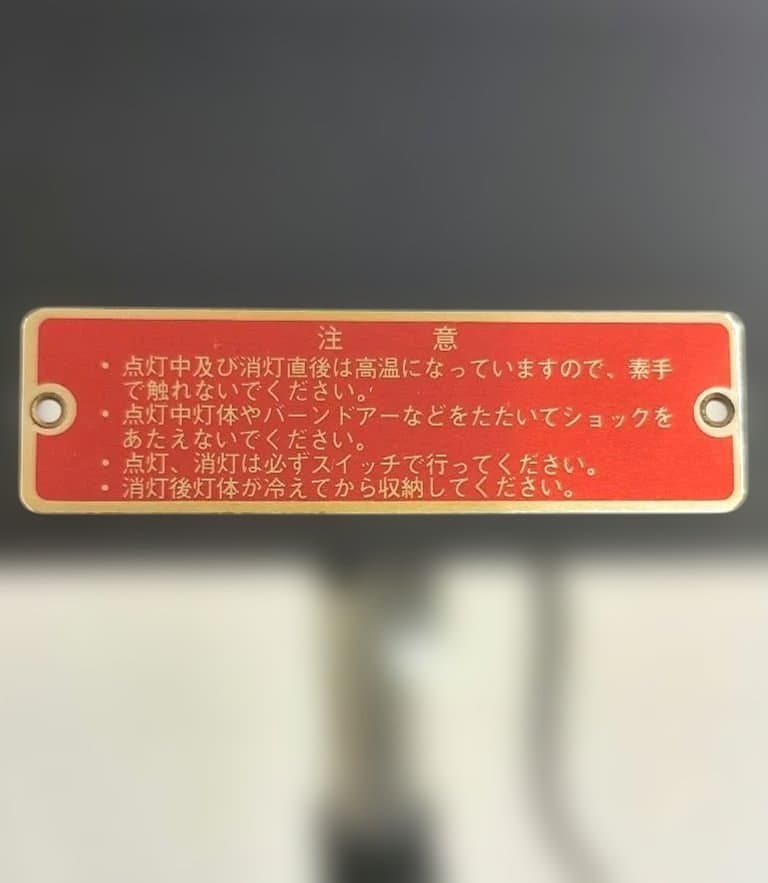 注 意
・点灯中及び消灯直後は高温になっていますので、素手
で触れないでください。
・点灯中灯体やバーンドアーなどをたたいてショックを
あたえないでください。
・点灯、消灯は必ずスイッチで行ってください。
・消灯後灯体が冷えてから収納してください。